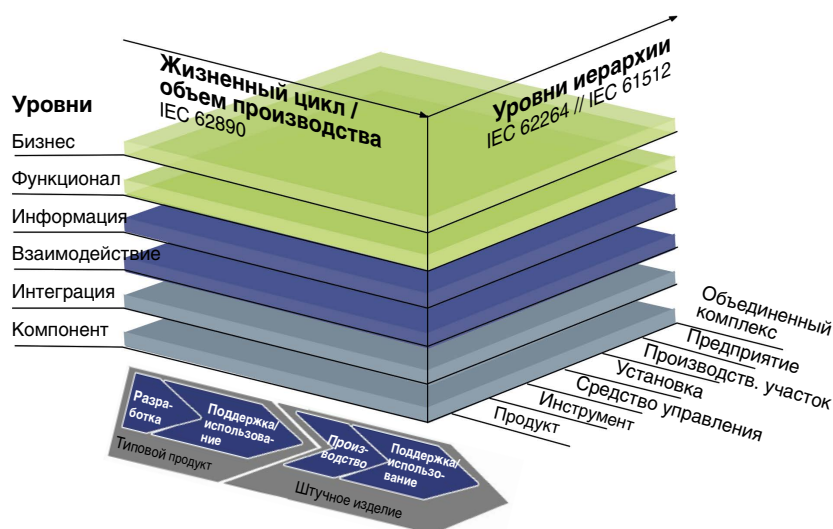 Жизненный цикл /
объем производства
IEC 62890
Уровни иерархии
IEC 62264 // IEC 61512
Уровни
Бизнес
Функционал
Информация
Взаимодействие
Интеграция
Компонент
Объединенный
комплекс
Предприятие
Производств. участок
Установка
Средство управления
Инструмент
Продукт
Разра-
ботка
Поддержка/
использова-
ние
Типовой продукт
Произ-
водство
Поддержка/
использо-
вание
Штучное изделие